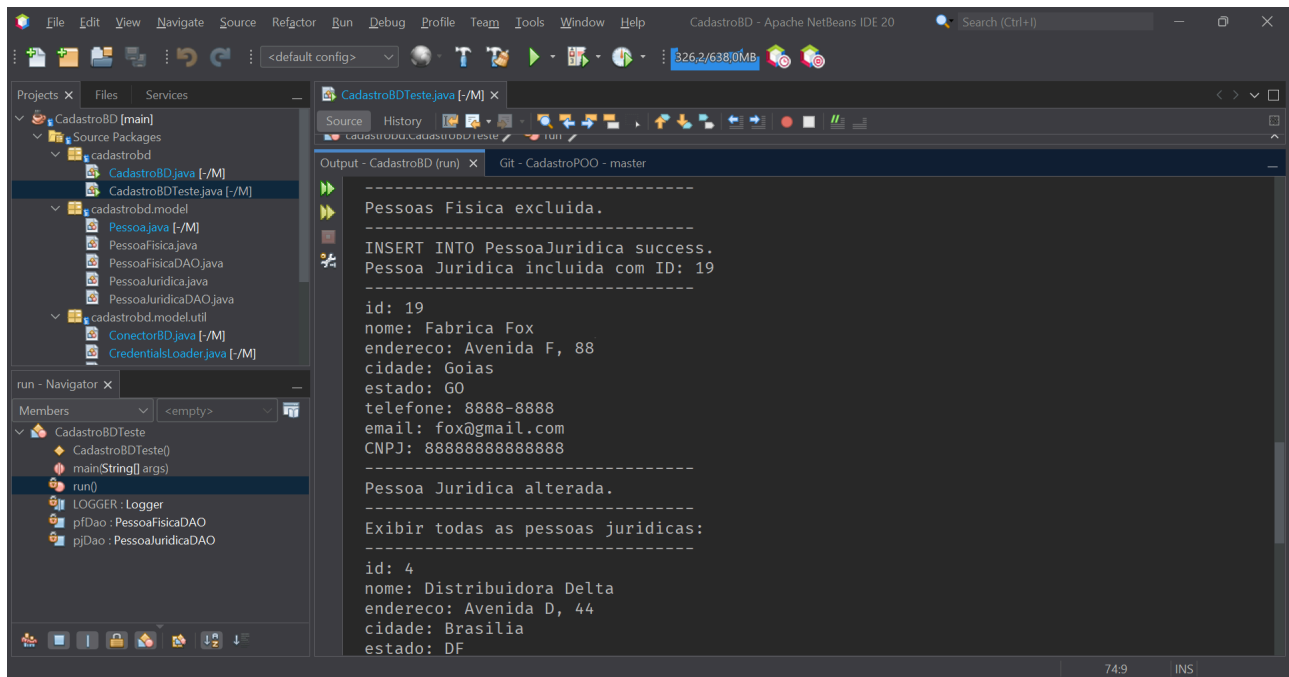 File Edit View Navigate Source Refactor Run Debug Profile Team Tools Window Help CadastroBD - Apache NetBeans IDE 20 Search (Ctrl+I)
<default config> 326,2/638,0MB
Projects Files Services
CadastroBD [main]
Source Packages
cadastrobd
CadastroBD.java [-/M]
CadastroBDTeste.java [-/M]
cadastrobd.model
Pessoa.java [-/M]
PessoaFisica.java
PessoaFisicaDAO.java
PessoaJuridica.java
PessoaJuridicaDAO.java
cadastrobd.model.util
ConectorBD.java [-/M]
CredentialsLoader.java [-/M]
run - Navigator
Members <empty>
CadastroBDTeste
CadastroBDTeste()
main(String[] args)
run()
LOGGER : Logger
pfDao : PessoaFisicaDAO
pjDao : PessoaJuridicaDAO
CadastroBDTeste.java [-/M]
Source History
cadastrobd.CadastroBDTeste run
Output - CadastroBD (run) Git - CadastroPOO - master
---------------------------------
Pessoas Fisica excluida.
---------------------------------
INSERT INTO PessoaJuridica success.
Pessoa Juridica incluida com ID: 19
---------------------------------
id: 19
nome: Fabrica Fox
endereco: Avenida F, 88
cidade: Goias
estado: GO
telefone: 8888-8888
email: fox@gmail.com
CNPJ: 88888888888888
---------------------------------
Pessoa Juridica alterada.
---------------------------------
Exibir todas as pessoas juridicas:
---------------------------------
id: 4
nome: Distribuidora Delta
endereco: Avenida D, 44
cidade: Brasilia
estado: DF
74:9 INS